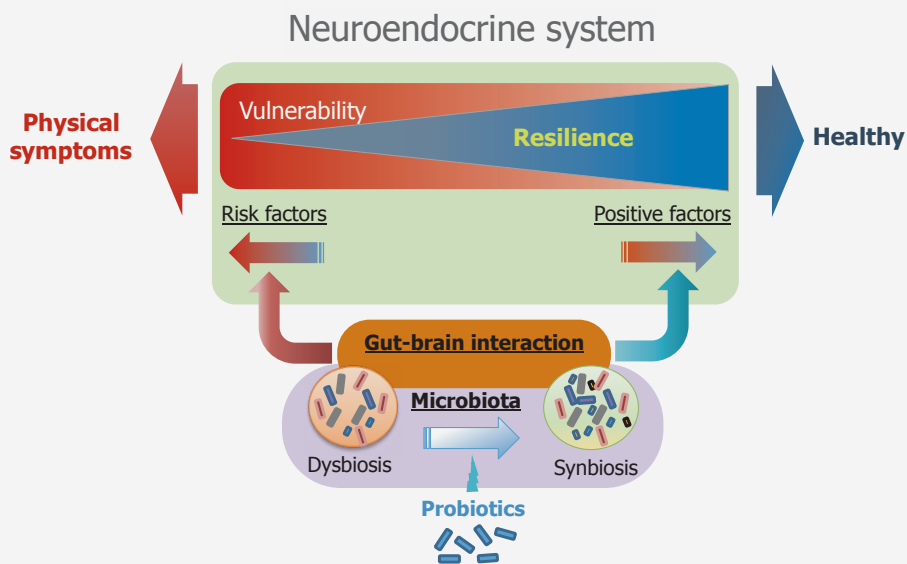 Neuroendocrine system
Vulnerability
Resilience
Physical
symptoms
Healthy
Risk factors
Positive factors
Gut-brain interaction
Microbiota
Dysbiosis
Synbiosis
Probiotics